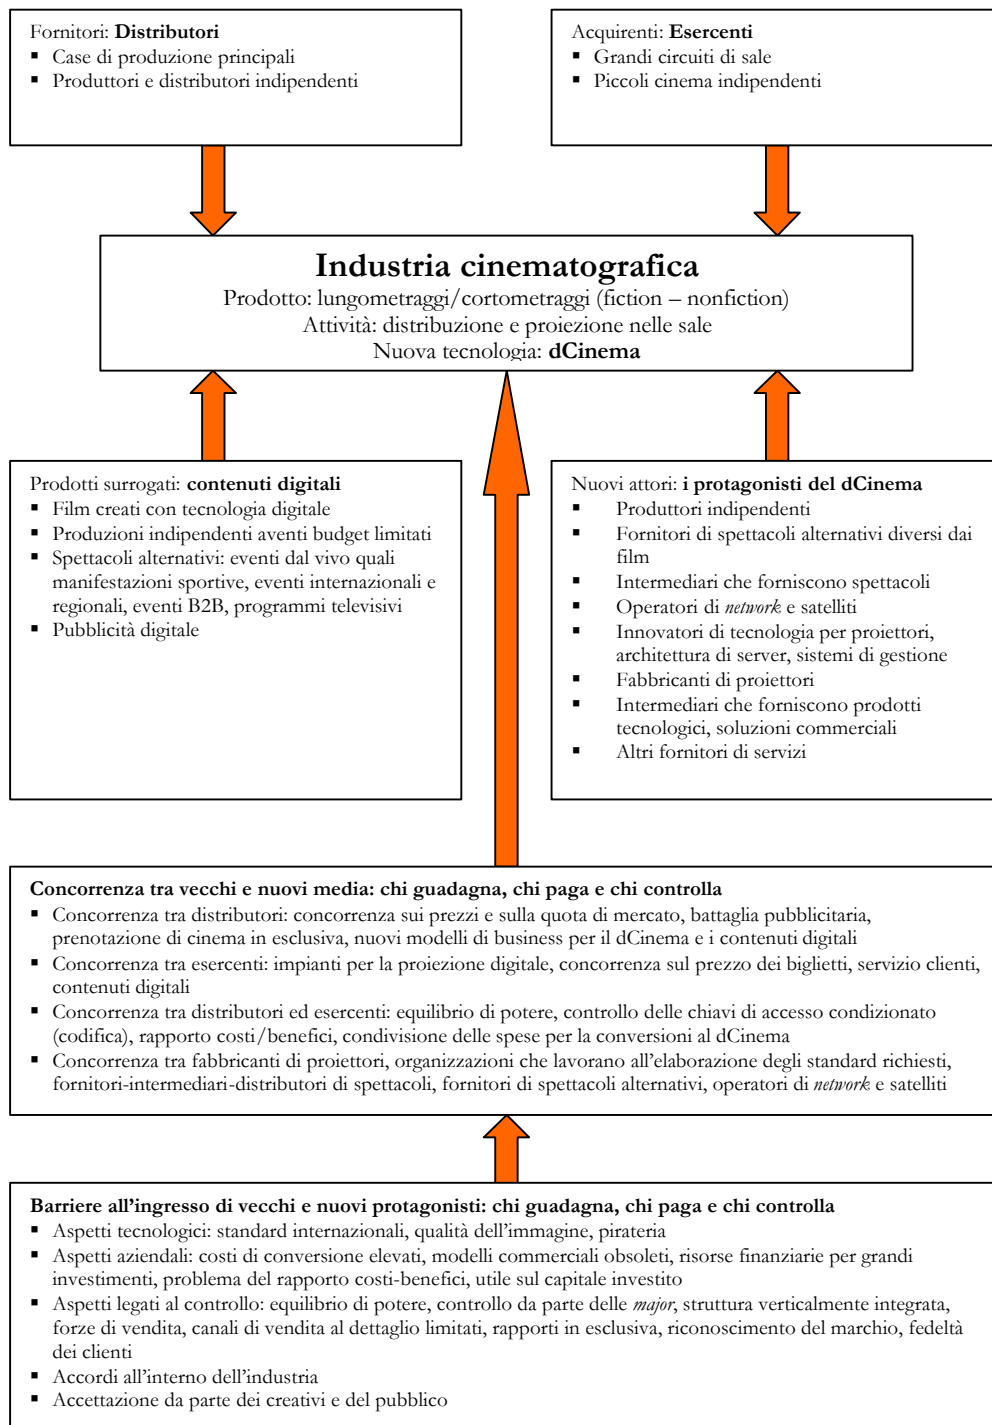 Fornitori: Distributori
▪ Case di produzione principali
▪ Produttori e distributori indipendenti
Acquirenti: Esercenti
▪ Grandi circuiti di sale
▪ Piccoli cinema indipendenti
Industria cinematografica
Prodotto: lungometraggi/cortometraggi (fiction – nonfiction)
Attività: distribuzione e proiezione nelle sale
Nuova tecnologia: dCinema
Prodotti surrogati: contenuti digitali
▪ Film creati con tecnologia digitale
▪ Produzioni indipendenti aventi budget limitati
▪ Spettacoli alternativi: eventi dal vivo quali
manifestazioni sportive, eventi internazionali e
regionali, eventi B2B, programmi televisivi
▪ Pubblicità digitale
Nuovi attori: i protagonisti del dCinema
▪ Produttori indipendenti
▪ Fornitori di spettacoli alternativi diversi dai
film
▪ Intermediari che forniscono spettacoli
▪ Operatori di network e satelliti
▪ Innovatori di tecnologia per proiettori,
architettura di server, sistemi di gestione
▪ Fabbricanti di proiettori
▪ Intermediari che forniscono prodotti
tecnologici, soluzioni commerciali
▪ Altri fornitori di servizi
Concorrenza tra vecchi e nuovi media: chi guadagna, chi paga e chi controlla
▪ Concorrenza tra distributori: concorrenza sui prezzi e sulla quota di mercato, battaglia pubblicitaria,
prenotazione di cinema in esclusiva, nuovi modelli di business per il dCinema e i contenuti digitali
▪ Concorrenza tra esercenti: impianti per la proiezione digitale, concorrenza sul prezzo dei biglietti, servizio clienti,
contenuti digitali
▪ Concorrenza tra distributori ed esercenti: equilibrio di potere, controllo delle chiavi di accesso condizionato
(codifica), rapporto costi/benefici, condivisione delle spese per la conversioni al dCinema
▪ Concorrenza tra fabbricanti di proiettori, organizzazioni che lavorano all’elaborazione degli standard richiesti,
fornitori-intermediari-distributori di spettacoli, fornitori di spettacoli alternativi, operatori di network e satelliti
Barriere all’ingresso di vecchi e nuovi protagonisti: chi guadagna, chi paga e chi controlla
▪ Aspetti tecnologici: standard internazionali, qualità dell’immagine, pirateria
▪ Aspetti aziendali: costi di conversione elevati, modelli commerciali obsoleti, risorse finanziarie per grandi
investimenti, problema del rapporto costi-benefici, utile sul capitale investito
▪ Aspetti legati al controllo: equilibrio di potere, controllo da parte delle major, struttura verticalmente integrata,
forze di vendita, canali di vendita al dettaglio limitati, rapporti in esclusiva, riconoscimento del marchio, fedeltà
dei clienti
▪ Accordi all’interno dell’industria
▪ Accettazione da parte dei creativi e del pubblico